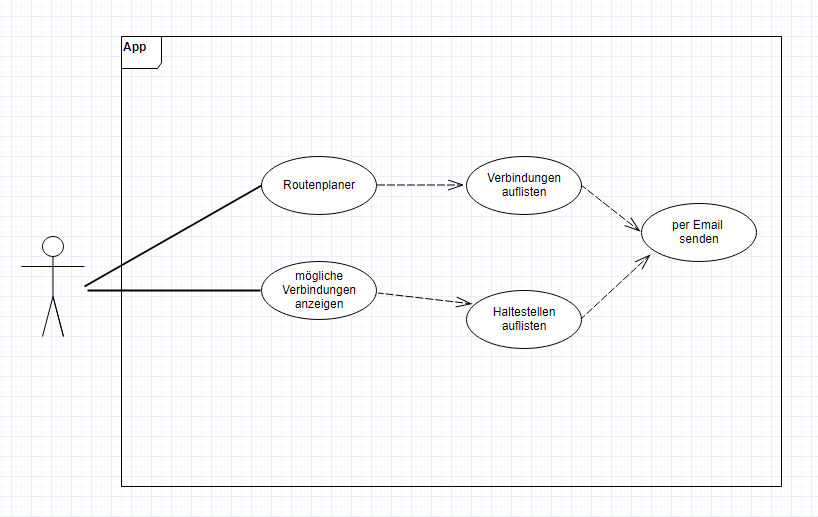 App
Routenplaner
Verbindungen
auflisten
per Email
senden
mögliche
Verbindungen
anzeigen
Haltestellen
auflisten